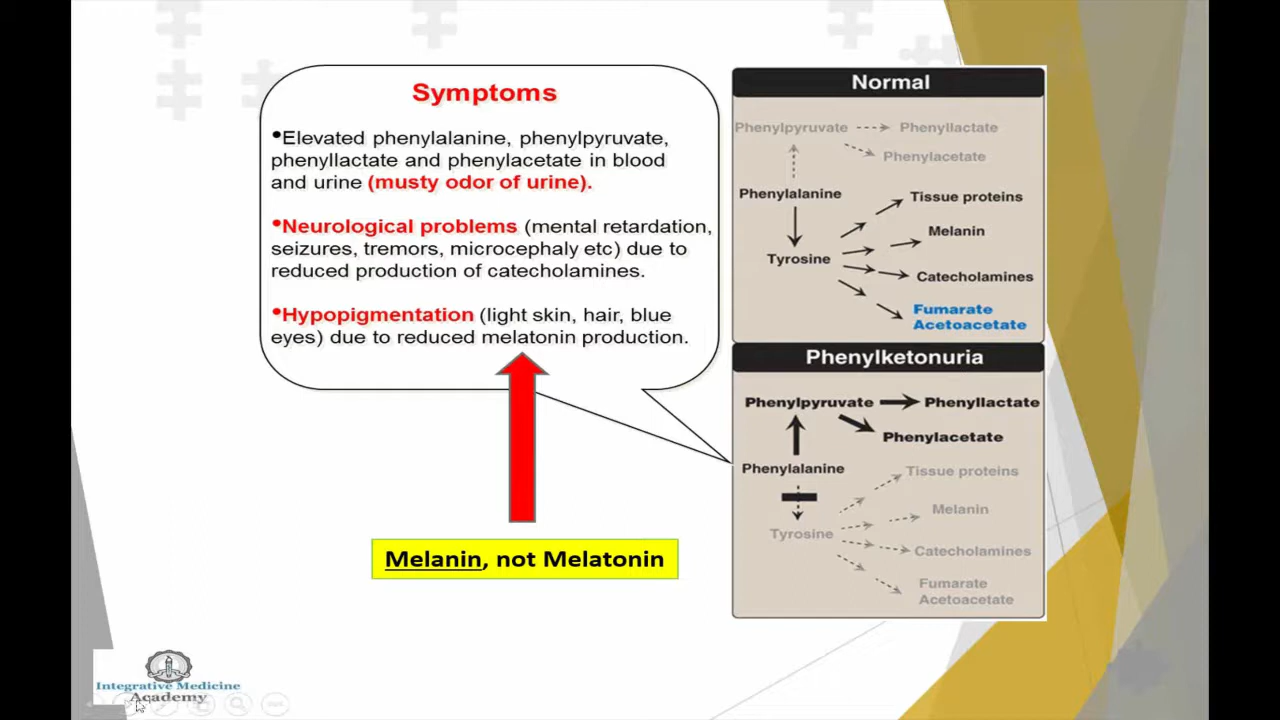 Symptoms
•Elevated phenylalanine, phenylpyruvate,
phenyllactate and phenylacetate in blood
and urine (musty odor of urine).
•Neurological problems (mental retardation,
seizures, tremors, microcephaly etc) due to
reduced production of catecholamines.
•Hypopigmentation (light skin, hair, blue
eyes) due to reduced melatonin production.
Melanin, not Melatonin
Normal
Phenylpyruvate Phenyllactate
Phenylacetate
Phenylalanine
Tissue proteins
Melanin
Tyrosine
Catecholamines
Fumarate
Acetoacetate
Phenylketonuria
Phenylpyruvate Phenyllactate
Phenylacetate
Phenylalanine
Tissue proteins
Melanin
Tyrosine
Catecholamines
Fumarate
Acetoacetate
Integrative Medicine
Academy